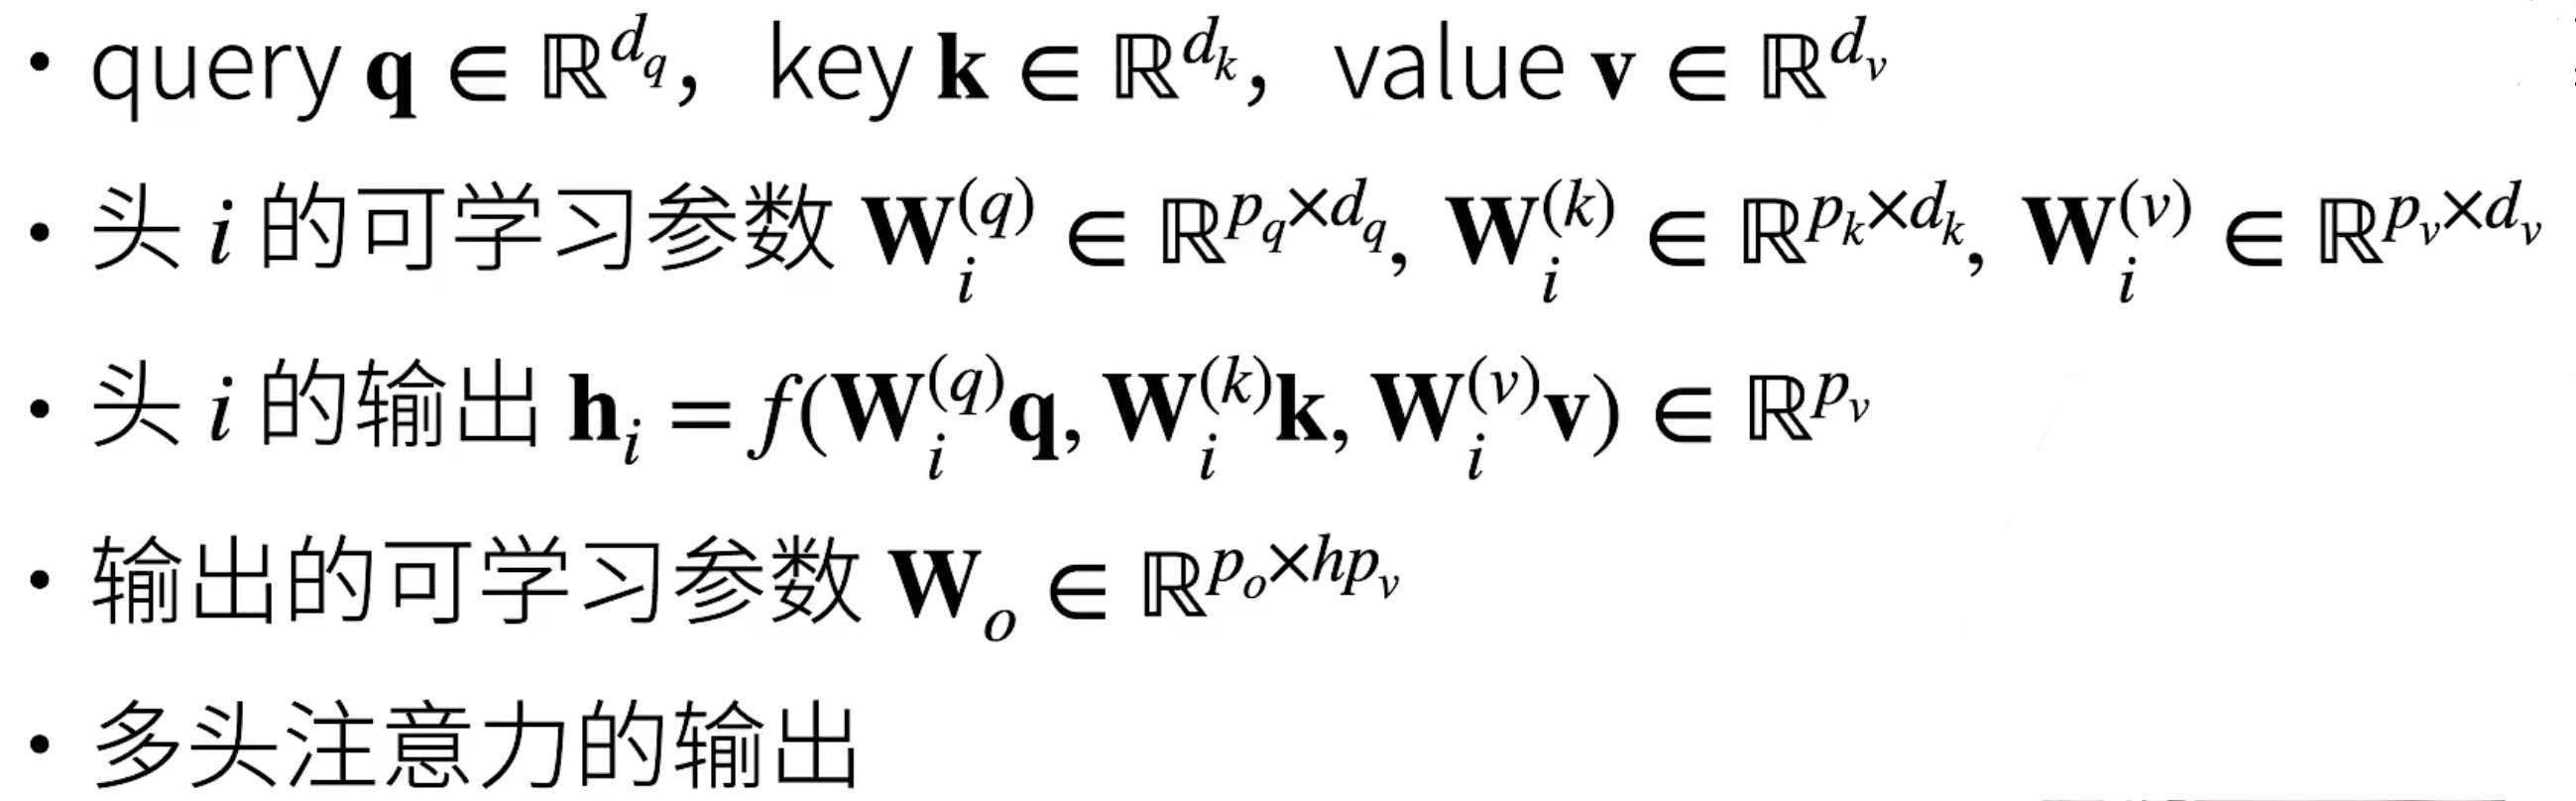 • query 𝐪 ∈ ℝ^{d_q}，key 𝐤 ∈ ℝ^{d_k}，value 𝐯 ∈ ℝ^{d_v}
• 头 i 的可学习参数 𝐖_i^{(q)} ∈ ℝ^{p_q×d_q}, 𝐖_i^{(k)} ∈ ℝ^{p_k×d_k}, 𝐖_i^{(v)} ∈ ℝ^{p_v×d_v}
• 头 i 的输出 𝐡_i = f(𝐖_i^{(q)}𝐪, 𝐖_i^{(k)}𝐤, 𝐖_i^{(v)}𝐯) ∈ ℝ^{p_v}
• 输出的可学习参数 𝐖_o ∈ ℝ^{p_o×hp_v}
• 多头注意力的输出